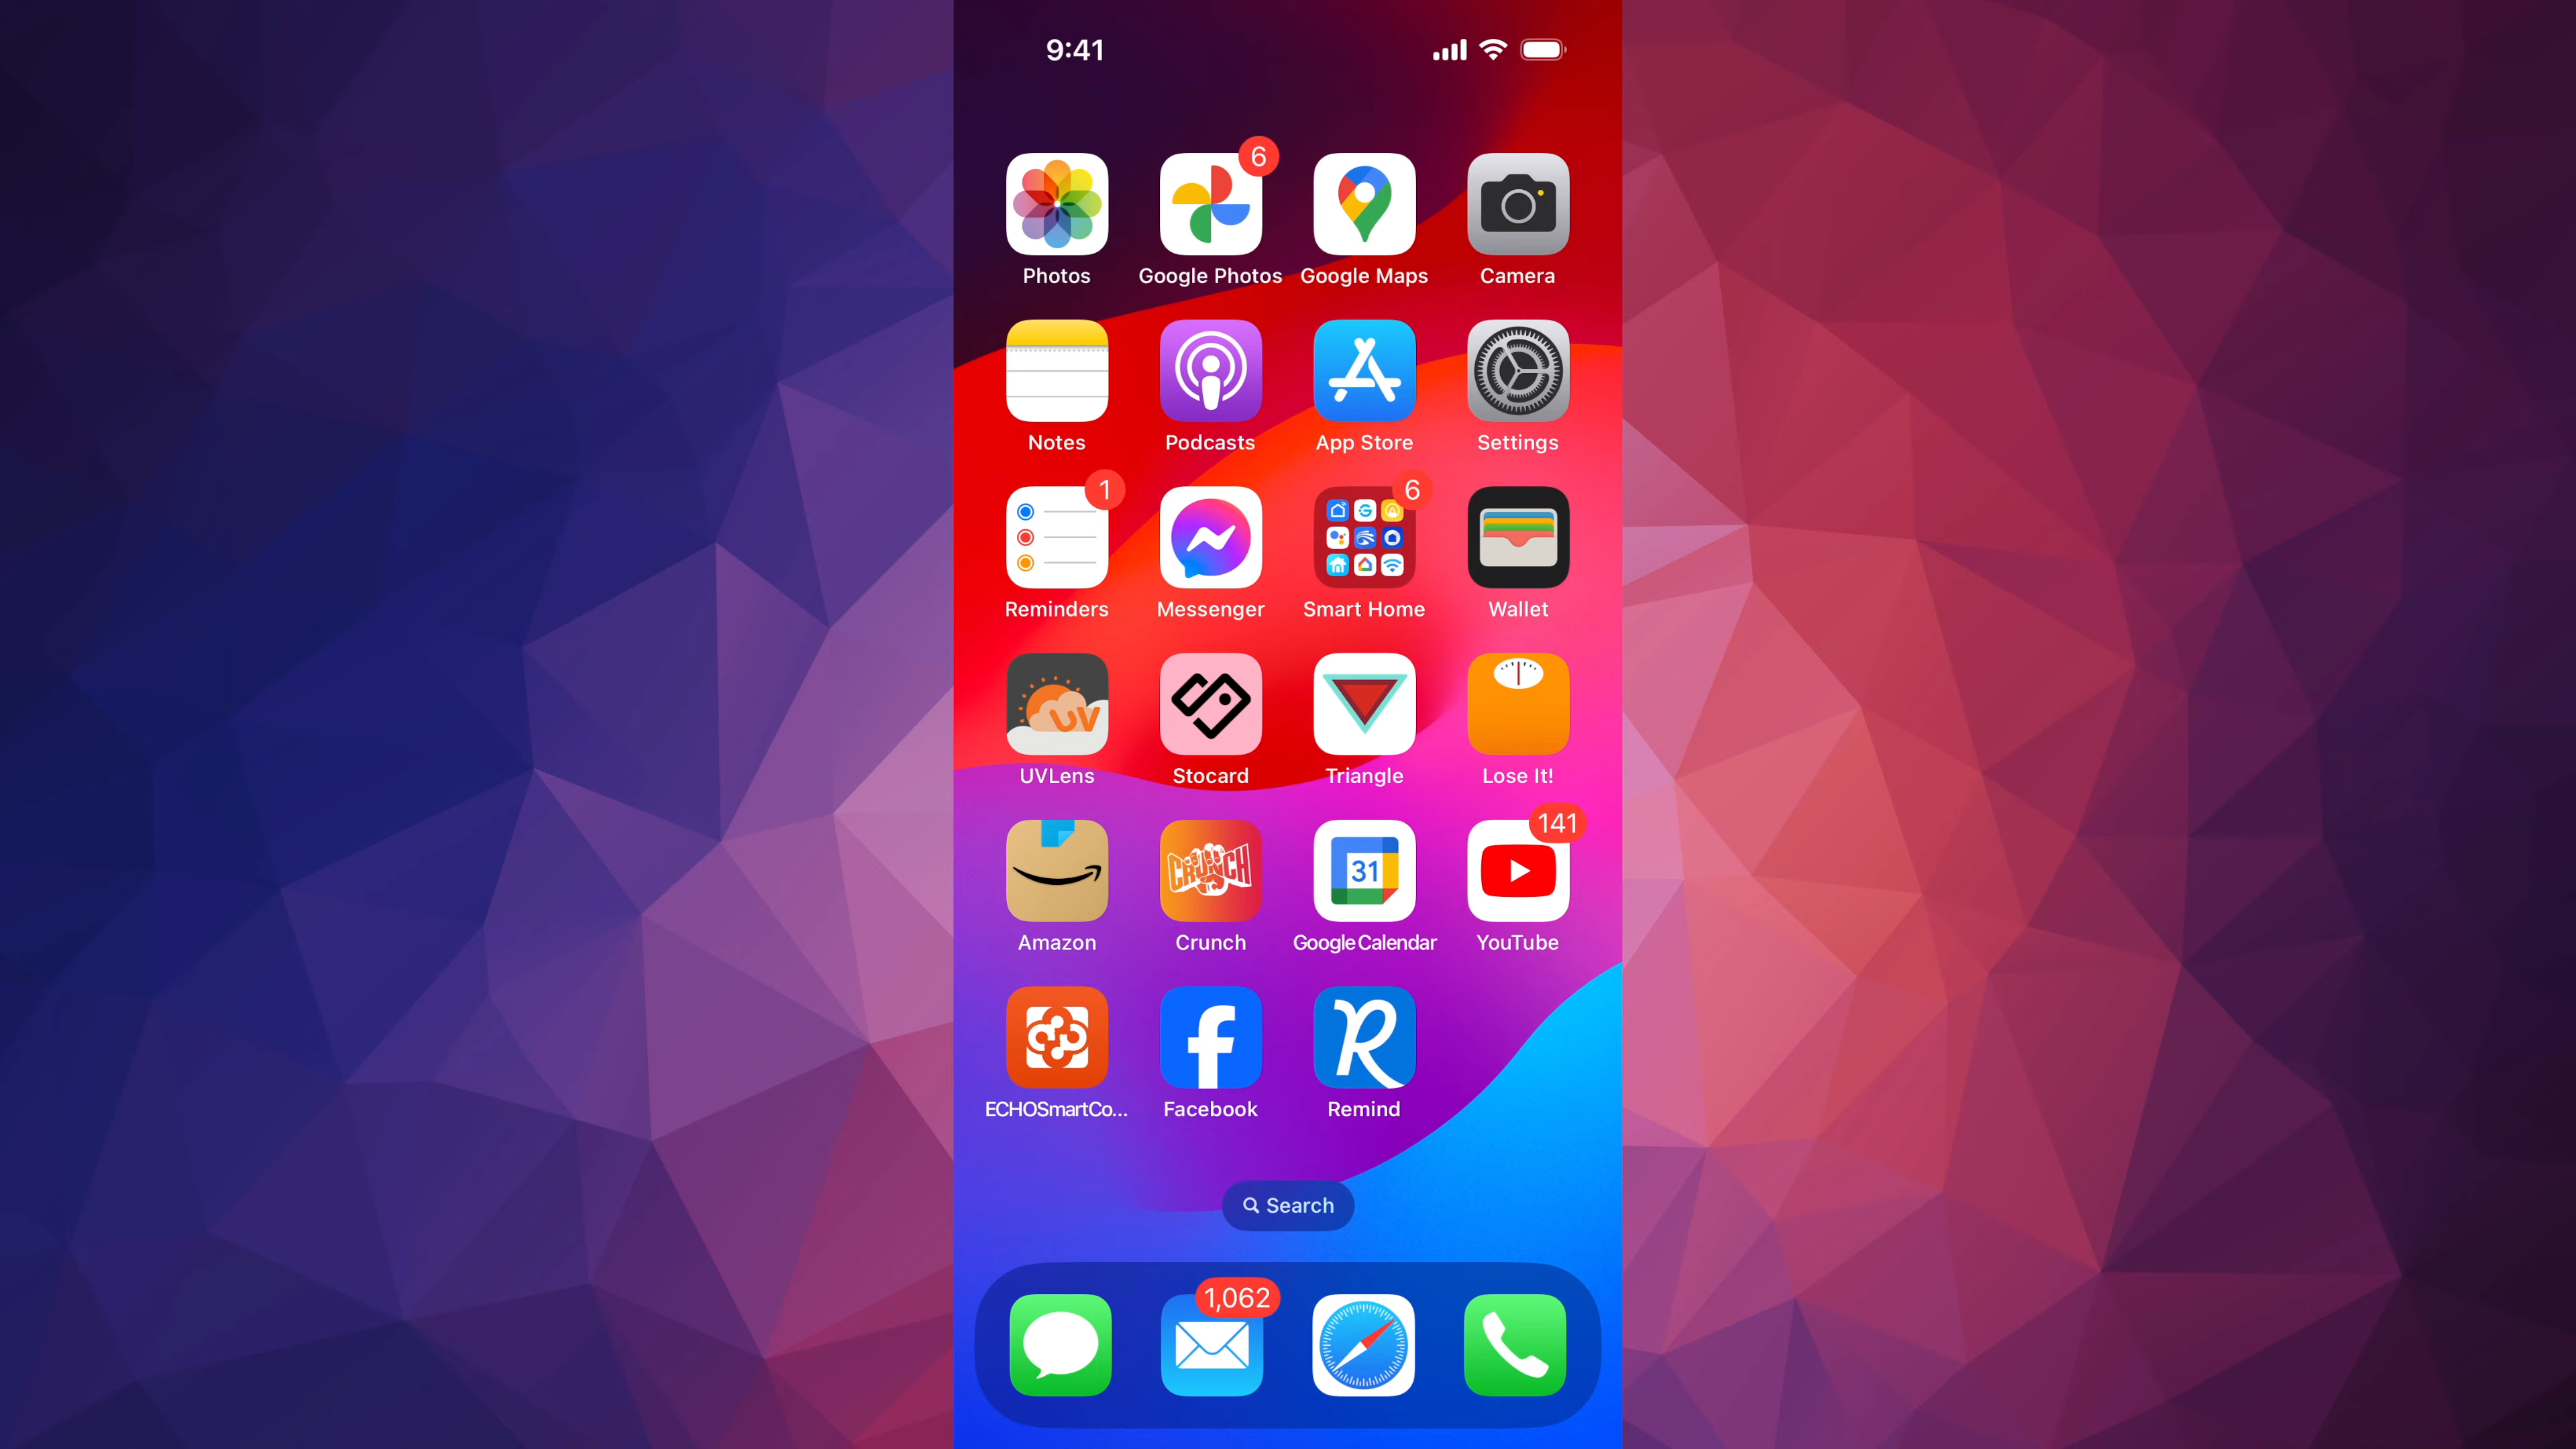 9:41
6
Photos Google Photos Google Maps Camera
Notes Podcasts App Store Settings
1 6
Reminders Messenger Smart Home Wallet
UV
UVLens Stocard Triangle Lose It!
141
CRUNCH 31
Amazon Crunch Google Calendar YouTube
ECHOSmartCo... Facebook Remind
Search
1,062